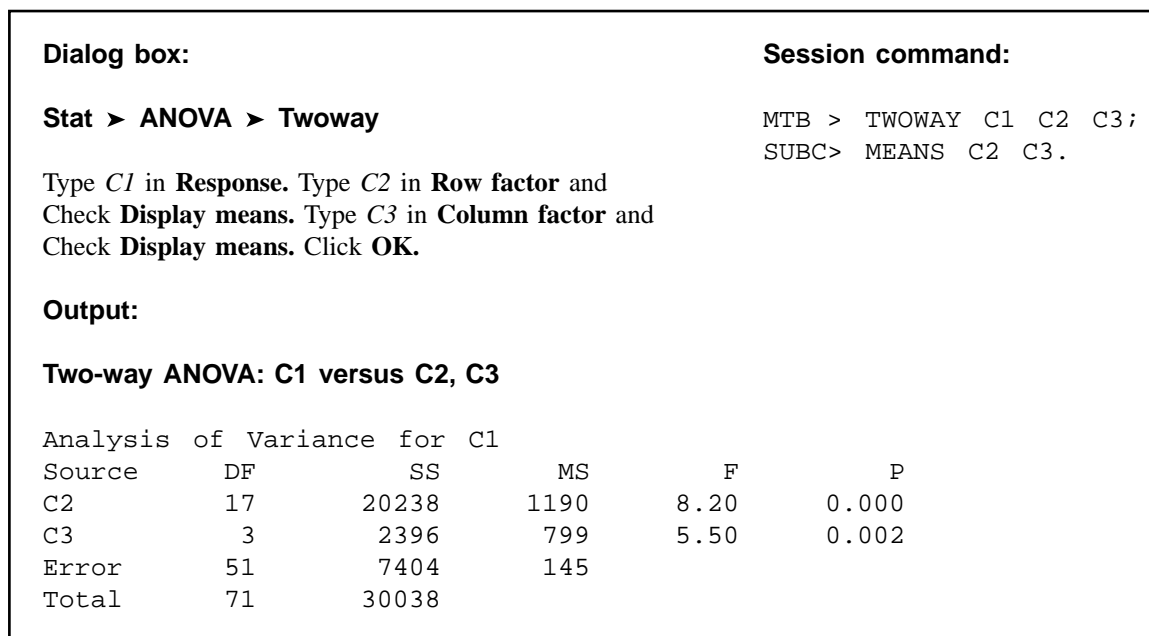 Dialog box:
Session command:
Stat ➤ ANOVA ➤ Twoway
MTB > TWOWAY C1 C2 C3;
SUBC> MEANS C2 C3.
Type C1 in Response. Type C2 in Row factor and
Check Display means. Type C3 in Column factor and
Check Display means. Click OK.
Output:
Two-way ANOVA: C1 versus C2, C3
Analysis of Variance for C1
Source DF SS MS F P
C2 17 20238 1190 8.20 0.000
C3 3 2396 799 5.50 0.002
Error 51 7404 145
Total 71 30038